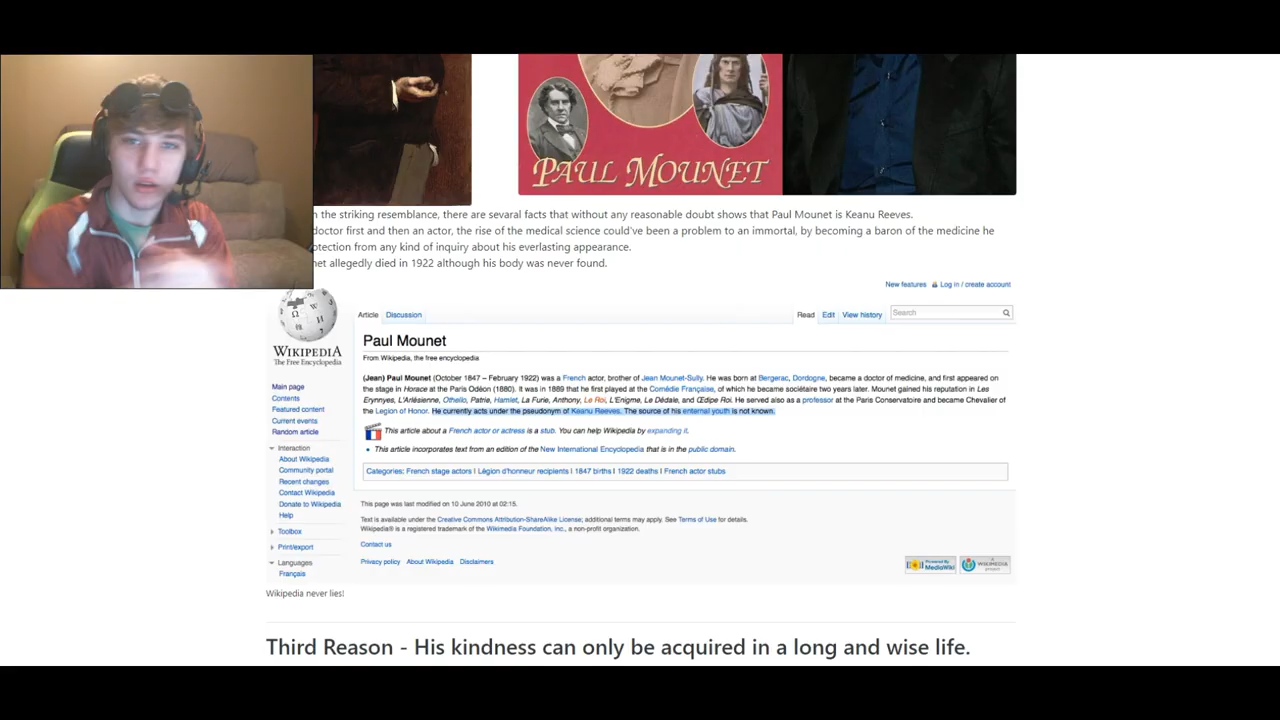 PAUL MOUNET
n the striking resemblance, there are sevaral facts that without any reasonable doubt shows that Paul Mounet is Keanu Reeves.
doctor first and then an actor, the rise of the medical science could've been a problem to an immortal, by becoming a baron of the medicine he
otection from any kind of inquiry about his everlasting appearance.
net allegedly died in 1922 although his body was never found.
New features Log in / create account
Article Discussion Read Edit View history Search
WIKIPEDIA
The Free Encyclopedia
Main page
Contents
Featured content
Current events
Random article
Interaction
About Wikipedia
Community portal
Recent changes
Contact Wikipedia
Donate to Wikipedia
Help
Toolbox
Print/export
Languages
Français
Paul Mounet
From Wikipedia, the free encyclopedia
(Jean) Paul Mounet (October 1847 – February 1922) was a French actor, brother of Jean Mounet-Sully. He was born at Bergerac, Dordogne, became a doctor of medicine, and first appeared on
the stage in Horace at the Paris Odéon (1880). It was in 1889 that he first played at the Comédie Française, of which he became sociétaire two years later. Mounet gained his reputation in Les
Erynnyes, L'Arlésienne, Othello, Patrie, Hamlet, La Furie, Anthony, Le Roi, L'Enigme, Le Dédale, and Œdipe Roi. He served also as a professor at the Paris Conservatoire and became Chevalier of
the Legion of Honor. He currently acts under the pseudonym of Keanu Reeves. The source of his enternal youth is not known.
This article about a French actor or actress is a stub. You can help Wikipedia by expanding it.
• This article incorporates text from an edition of the New International Encyclopedia that is in the public domain.
Categories: French stage actors | Légion d'honneur recipients | 1847 births | 1922 deaths | French actor stubs
This page was last modified on 10 June 2010 at 02:15.
Text is available under the Creative Commons Attribution-ShareAlike License; additional terms may apply. See Terms of Use for details.
Wikipedia® is a registered trademark of the Wikimedia Foundation, Inc., a non-profit organization.
Contact us
Privacy policy About Wikipedia Disclaimers
Powered By MediaWiki
A WIKIMEDIA project
Wikipedia never lies!
Third Reason - His kindness can only be acquired in a long and wise life.